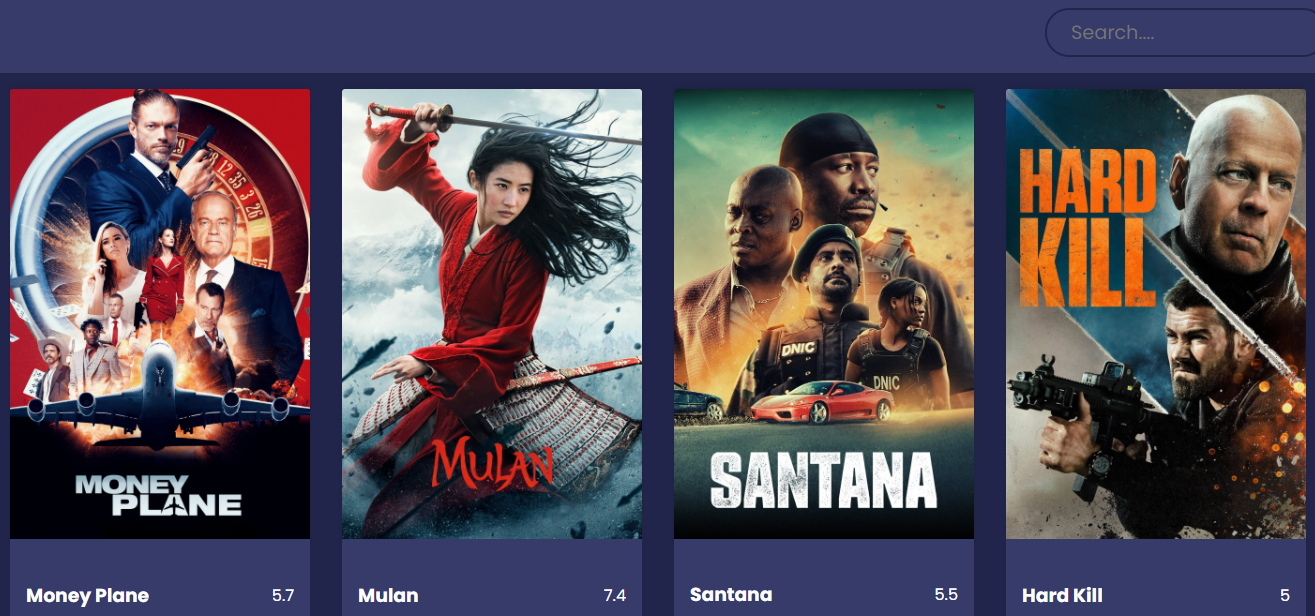 Search....
MONEY
PLANE
MULAN
DNIC
DNIC
SANTANA
HARD
KILL
Money Plane 5.7
Mulan 7.4
Santana 5.5
Hard Kill 5